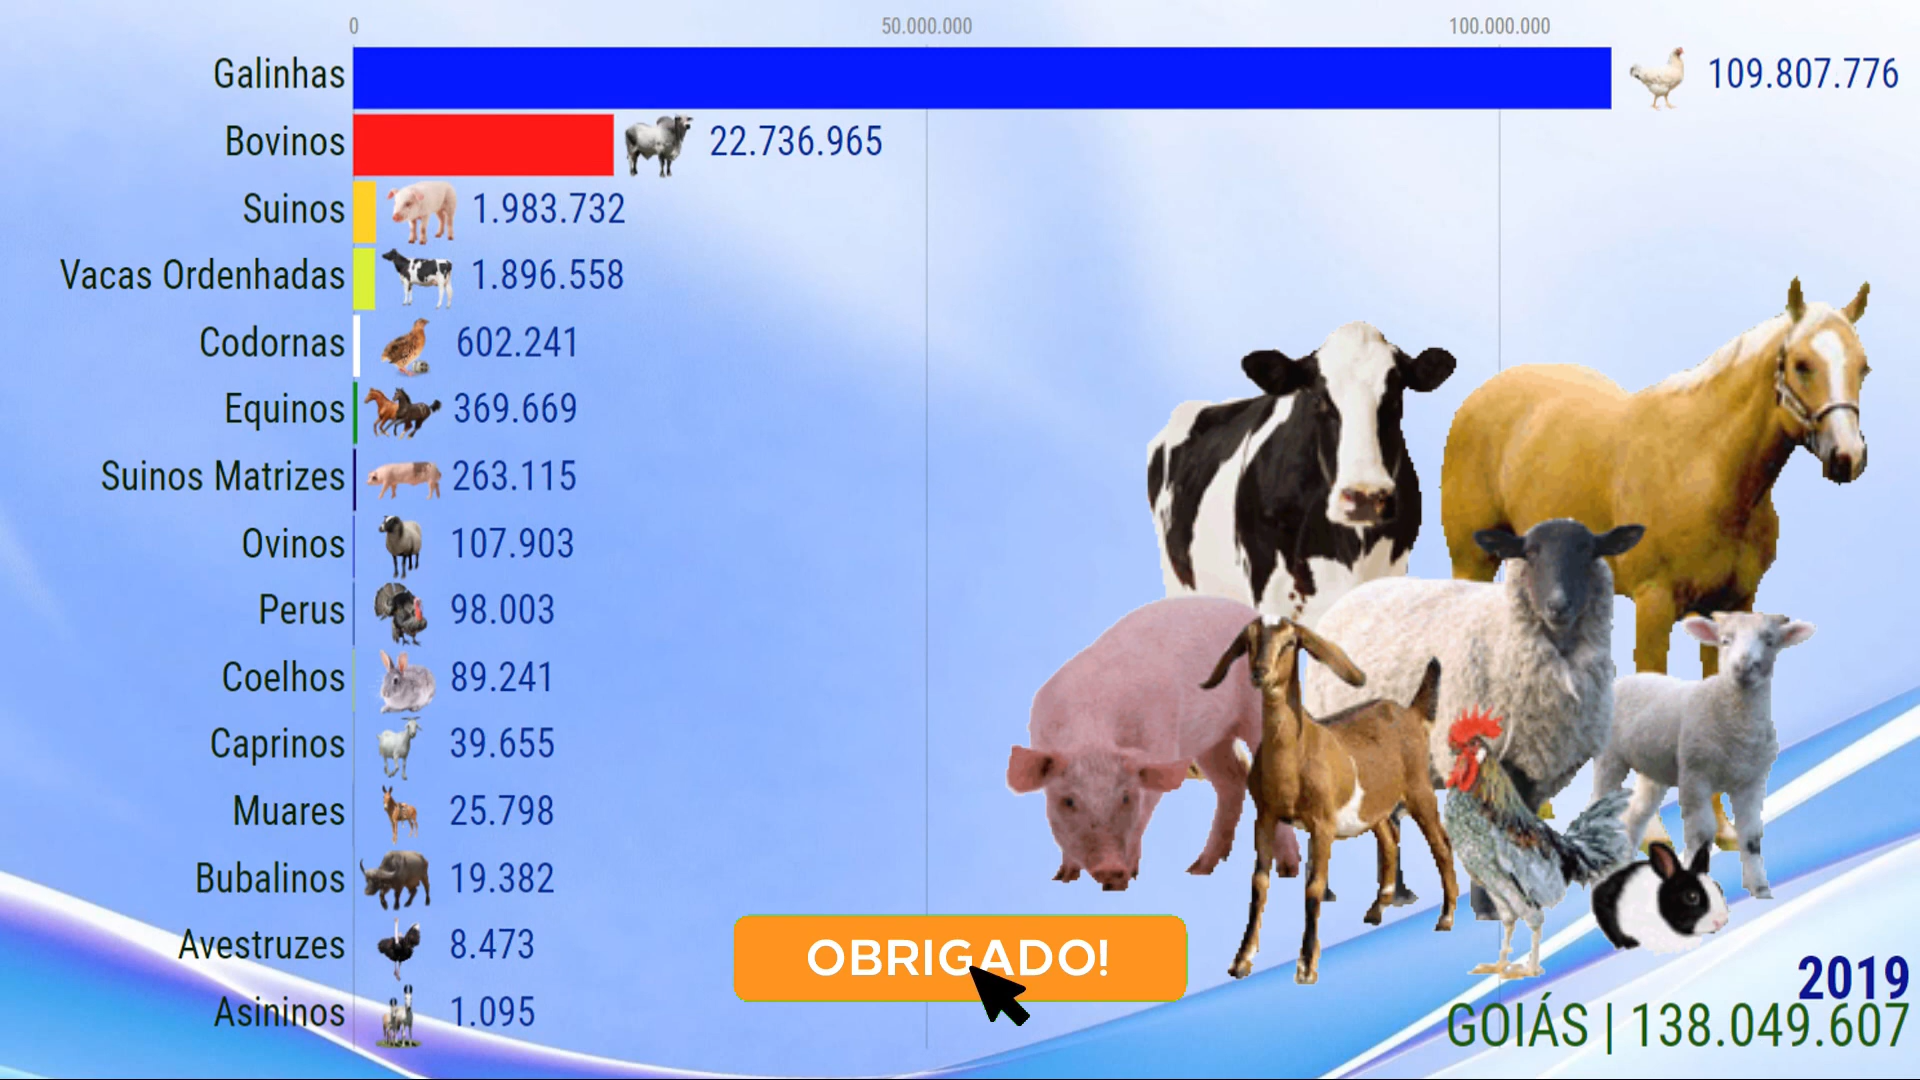 0 50.000.000 100.000.000
Galinhas 109.807.776
Bovinos 22.736.965
Suinos 1.983.732
Vacas Ordenhadas 1.896.558
Codornas 602.241
Equinos 369.669
Suinos Matrizes 263.115
Ovinos 107.903
Perus 98.003
Coelhos 89.241
Caprinos 39.655
Muares 25.798
Bubalinos 19.382
Avestruzes 8.473
Asininos 1.095
OBRIGADO!
2019
GOIÁS | 138.049.607